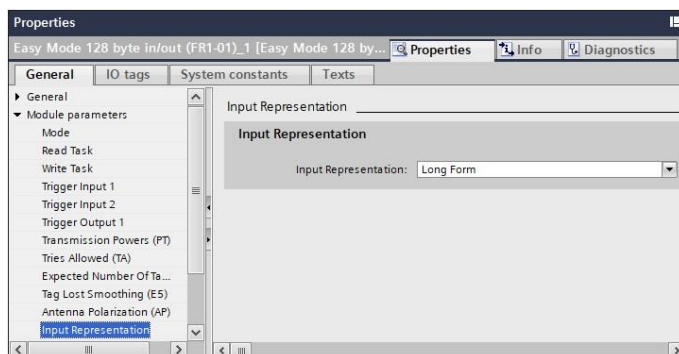 Properties
Easy Mode 128 byte in/out (FR1-01)_1 [Easy Mode 128 by...
Properties
Info
Diagnostics
General
IO tags
System constants
Texts
General
Module parameters
Mode
Read Task
Write Task
Trigger Input 1
Trigger Input 2
Trigger Output 1
Transmission Powers (PT)
Tries Allowed (TA)
Expected Number Of Ta...
Tag Lost Smoothing (E5)
Antenna Polarization (AP)
Input Representation
Input Representation
Input Representation
Input Representation: Long Form